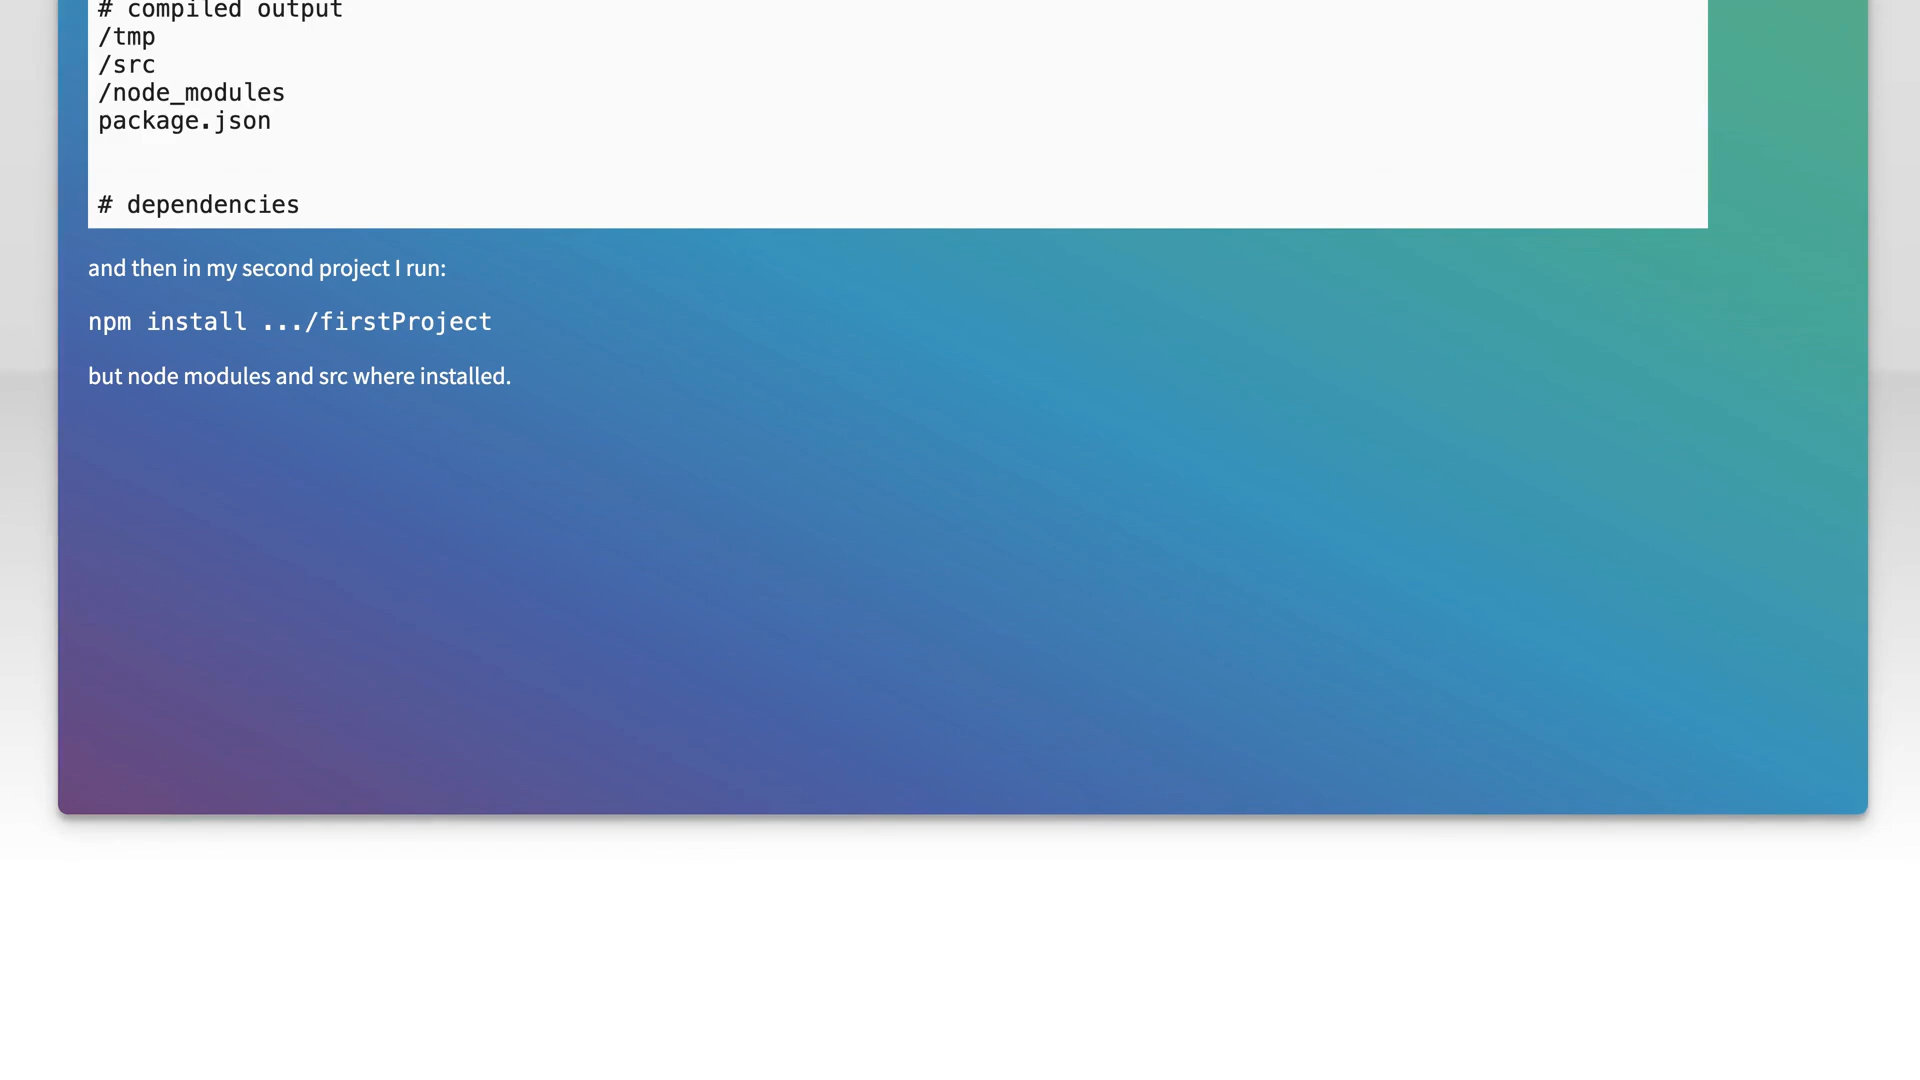 # compiled output
/tmp
/src
/node_modules
package.json
# dependencies
and then in my second project I run:
npm install .../firstProject
but node modules and src where installed.